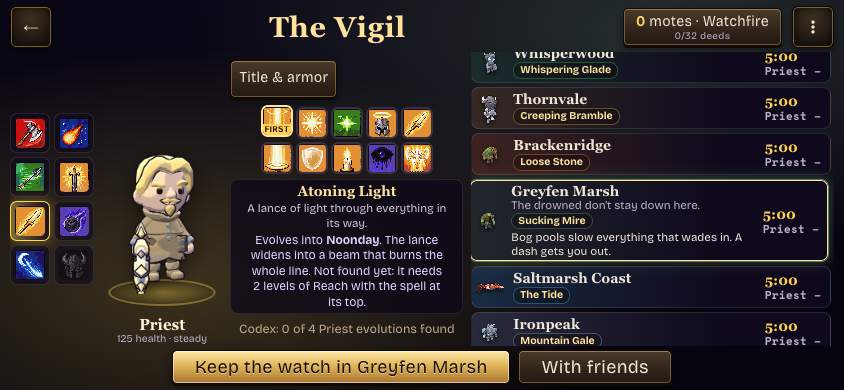 ←
The Vigil
0 motes · Watchfire
0/32 deeds
Title & armor
FIRST
Atoning Light
A lance of light through everything in
its way.
Evolves into Noonday. The lance
widens into a beam that burns the
whole line. Not found yet: it needs
2 levels of Reach with the spell at
its top.
Codex: 0 of 4 Priest evolutions found
Priest
125 health · steady
Whisperwood
Whispering Glade
5:00
Priest –
Thornvale
Creeping Bramble
5:00
Priest –
Brackenridge
Loose Stone
5:00
Priest –
Greyfen Marsh
The drowned don't stay down here.
Sucking Mire
Bog pools slow everything that wades in. A
dash gets you out.
5:00
Priest –
Saltmarsh Coast
The Tide
5:00
Priest –
Ironpeak
Mountain Gale
5:00
Priest –
Keep the watch in Greyfen Marsh
With friends